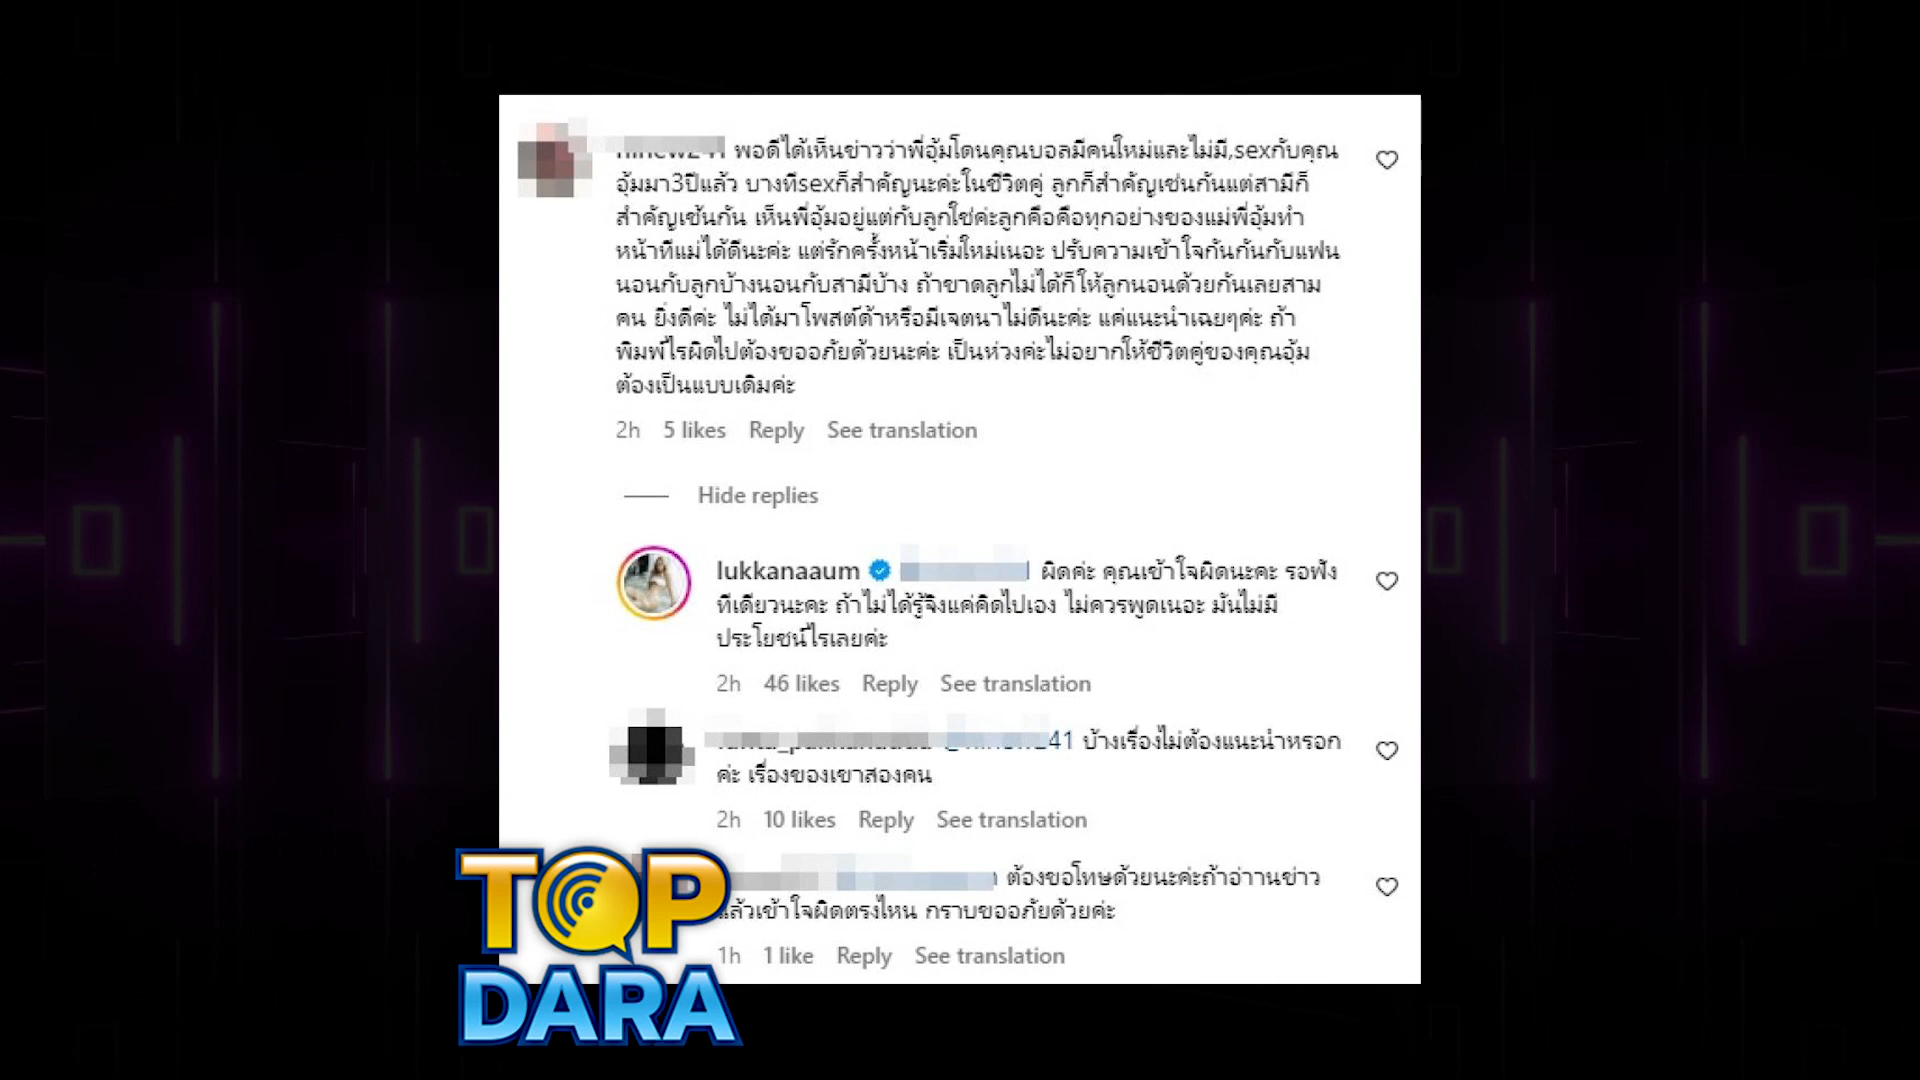 พอดีได้เห็นข่าวว่าพี่อุ้มโดนคุณบอลมีคนใหม่และไม่มี,sexกับคุณ
อุ้มมา3ปีแล้ว บางทีsexก็สำคัญนะค่ะในชีวิตคู่ ลูกก็สำคัญเช่นกันแต่สามีก็
สำคัญเช้นกัน เห็นพี่อุ้มอยู่แต่กับลูกใช่ค่ะลูกคือคือทุกอย่างของแม่พี่อุ้มทำ
หน้าที่แม่ได้ดีนะค่ะ แต่รักครั้งหน้าเริ่มใหม่เนอะ ปรับความเข้าใจกันกันกับแฟน
นอนกับลูกบ้างนอนกับสามีบ้าง ถ้าขาดลูกไม่ได้ก็ให้ลูกนอนด้วยกันเลยสาม
คน ยิ่งดีค่ะ ไม่ได้มาโพสต์ด้าหรือมีเจตนาไม่ดีนะค่ะ แค่แนะนำเฉยๆค่ะ ถ้า
พิมพ์ไรผิดไปต้องขออภัยด้วยนะค่ะ เป็นห่วงค่ะไม่อยากให้ชีวิตคู่ของคุณอุ้ม
ต้องเป็นแบบเดิมค่ะ
2h 5 likes Reply See translation
Hide replies
lukkanaaum ผิดค่ะ คุณเข้าใจผิดนะคะ รอฟัง
ทีเดียวนะคะ ถ้าไม่ได้รู้จิงแค่คิดไปเอง ไม่ควรพูดเนอะ มันไม่มี
ประโยชน์ไรเลยค่ะ
2h 46 likes Reply See translation
41 บ้างเรื่องไม่ต้องแนะนำหรอก
ค่ะ เรื่องของเขาสองคน
2h 10 likes Reply See translation
ต้องขอโทษด้วยนะค่ะถ้าอ่าานข่าว
แล้วเข้าใจผิดตรงไหน กราบขออภัยด้วยค่ะ
1h 1 like Reply See translation
TOP
DARA